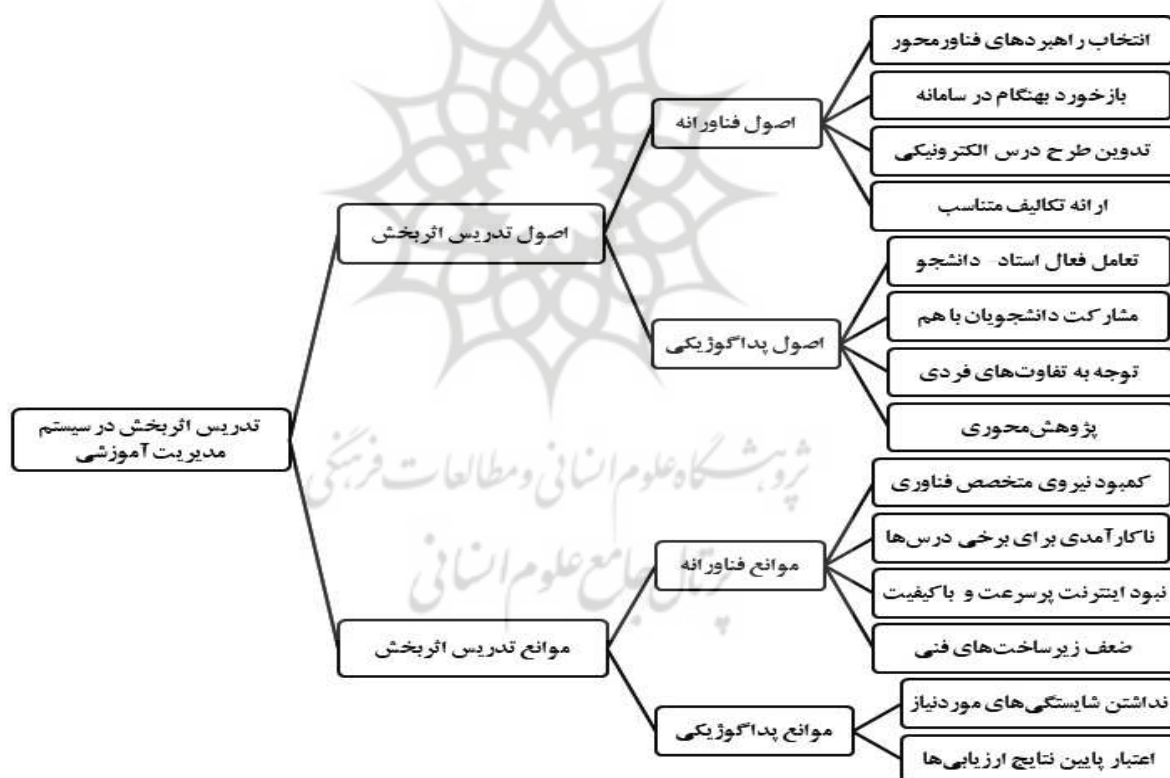 تدریس اثربخش در سیستم
مدیریت آموزشی
اصول تدریس اثربخش
اصول فناورانه
انتخاب راهبردهای فناورمحور
بازخورد بهنگام در سامانه
تدوین طرح درس الکترونیکی
ارائه تکالیف متناسب
اصول پداگوژیکی
تعامل فعال استاد- دانشجو
مشارکت دانشجویان با هم
توجه به تفاوت‌های فردی
پژوهش‌محوری
موانع تدریس اثربخش
موانع فناورانه
کمبود نیروی متخصص فناوری
ناکارآمدی برای برخی درس‌ها
نبود اینترنت پرسرعت و باکیفیت
ضعف زیرساخت‌های فنی
موانع پداگوژیکی
نداشتن شایستگی‌های موردنیاز
اعتبار پایین نتایج ارزیابی‌ها
پژوهشگاه علوم انسانی و مطالعات فرهنگی
پرتال جامع علوم انسانی